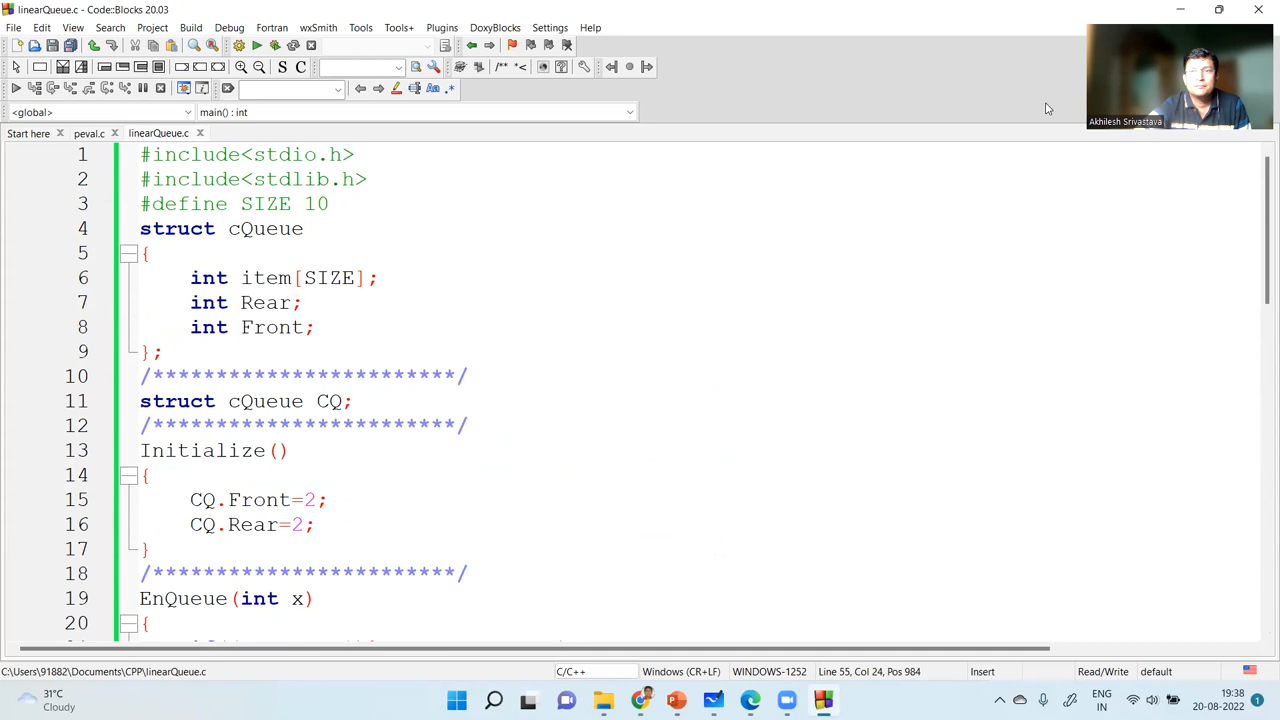 linearQueue.c - Code::Blocks 20.03
File Edit View Search Project Build Debug Fortran wxSmith Tools Tools+ Plugins DoxyBlocks Settings Help
S C /** *<
Aa .*
<global> main() : int
Akhilesh Srivastava
Start here peval.c linearQueue.c
1 #include<stdio.h>
2 #include<stdlib.h>
3 #define SIZE 10
4 struct cQueue
5 {
6 int item[SIZE];
7 int Rear;
8 int Front;
9 };
10 /************************/
11 struct cQueue CQ;
12 /************************/
13 Initialize()
14 {
15 CQ.Front=2;
16 CQ.Rear=2;
17 }
18 /************************/
19 EnQueue(int x)
20 {
C:\Users\91882\Documents\CPP\linearQueue.c C/C++ Windows (CR+LF) WINDOWS-1252 Line 55, Col 24, Pos 984 Insert Read/Write default
31°C
Cloudy
ENG
IN
19:38
20-08-2022
1